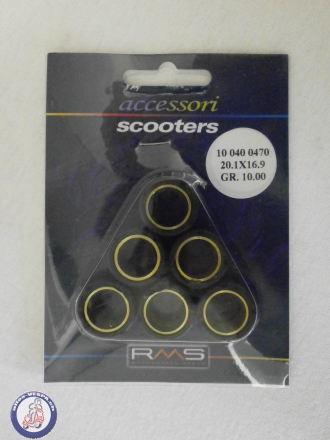 accessori
scooters
10 040 0470
20.1X16.9
GR. 10.00
RMS